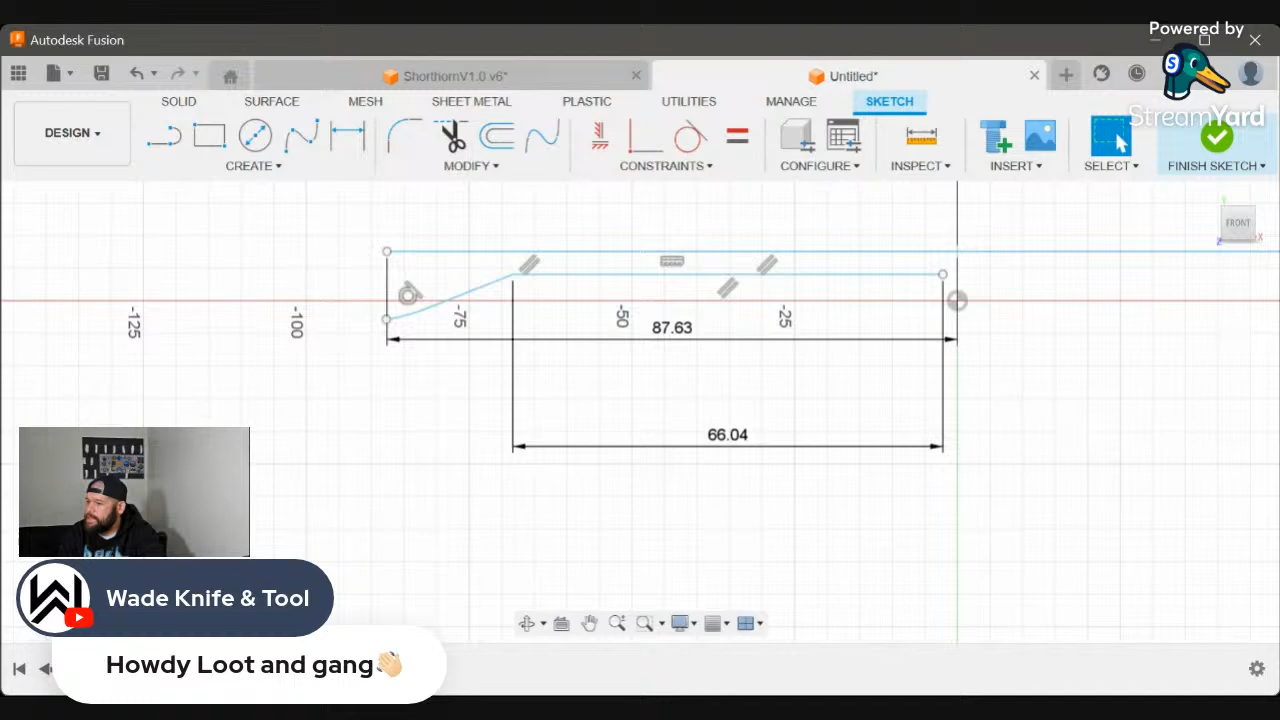 Powered by
StreamYard
Autodesk Fusion
ShorthornV1.0 v6*
Untitled*
SOLID SURFACE MESH SHEET METAL PLASTIC UTILITIES MANAGE SKETCH
DESIGN
CREATE MODIFY CONSTRAINTS CONFIGURE INSPECT INSERT SELECT FINISH SKETCH
FRONT
X
-125
-100
-75
-50
-25
87.63
66.04
Wade Knife & Tool
Howdy Loot and gang👋🏻